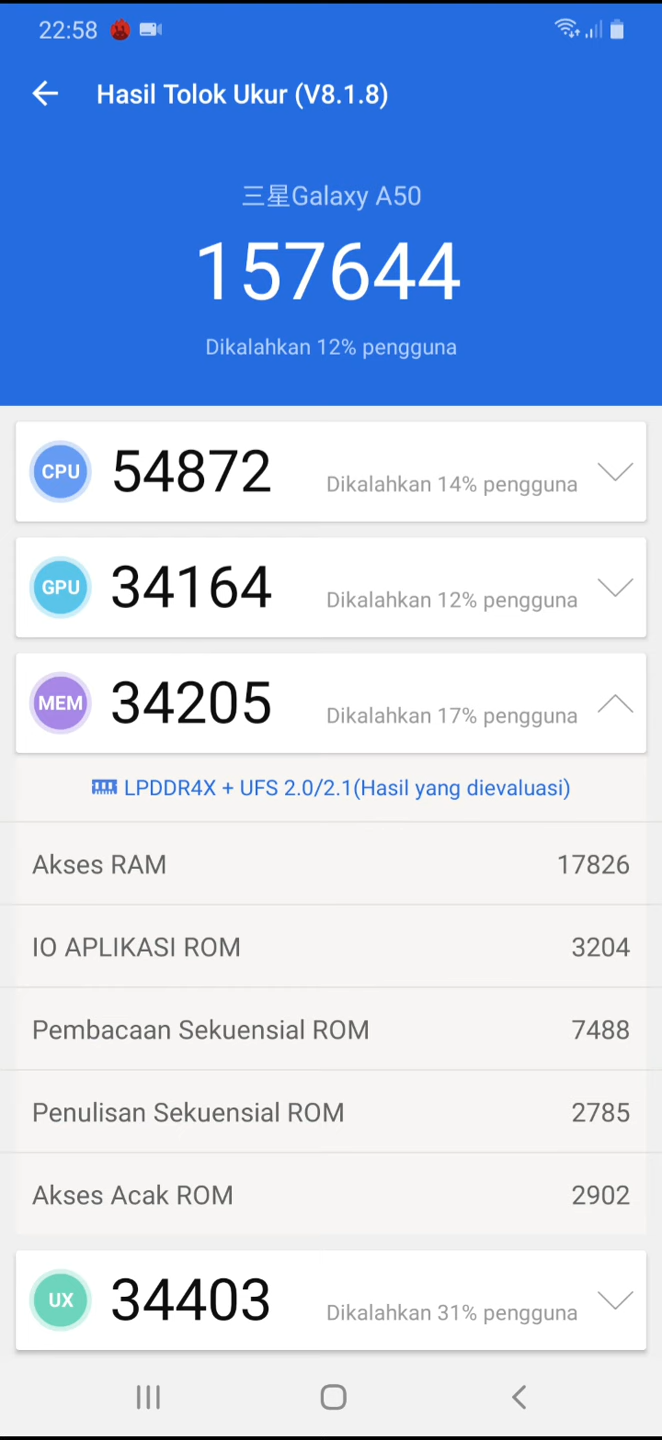 22:58
Hasil Tolok Ukur (V8.1.8)
三星Galaxy A50
157644
Dikalahkan 12% pengguna
CPU 54872 Dikalahkan 14% pengguna
GPU 34164 Dikalahkan 12% pengguna
MEM 34205 Dikalahkan 17% pengguna
LPDDR4X + UFS 2.0/2.1(Hasil yang dievaluasi)
Akses RAM 17826
IO APLIKASI ROM 3204
Pembacaan Sekuensial ROM 7488
Penulisan Sekuensial ROM 2785
Akses Acak ROM 2902
UX 34403 Dikalahkan 31% pengguna